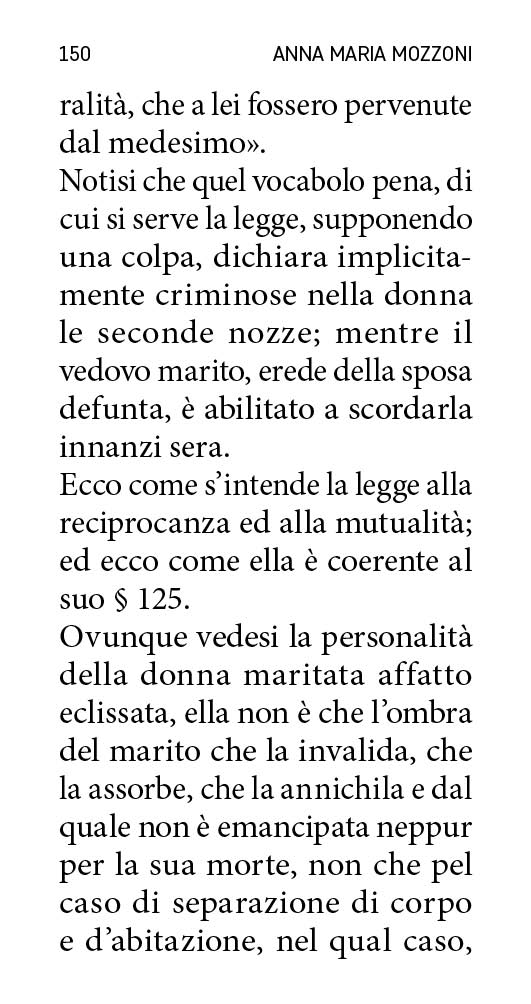 150 ANNA MARIA MOZZONI
ralità, che a lei fossero pervenute
dal medesimo».
Notisi che quel vocabolo pena, di
cui si serve la legge, supponendo
una colpa, dichiara implicita-
mente criminose nella donna
le seconde nozze; mentre il
vedovo marito, erede della sposa
defunta, è abilitato a scordarla
innanzi sera.
Ecco come s’intende la legge alla
reciprocanza ed alla mutualità;
ed ecco come ella è coerente al
suo § 125.
Ovunque vedesi la personalità
della donna maritata affatto
eclissata, ella non è che l’ombra
del marito che la invalida, che
la assorbe, che la annichila e dal
quale non è emancipata neppur
per la sua morte, non che pel
caso di separazione di corpo
e d’abitazione, nel qual caso,